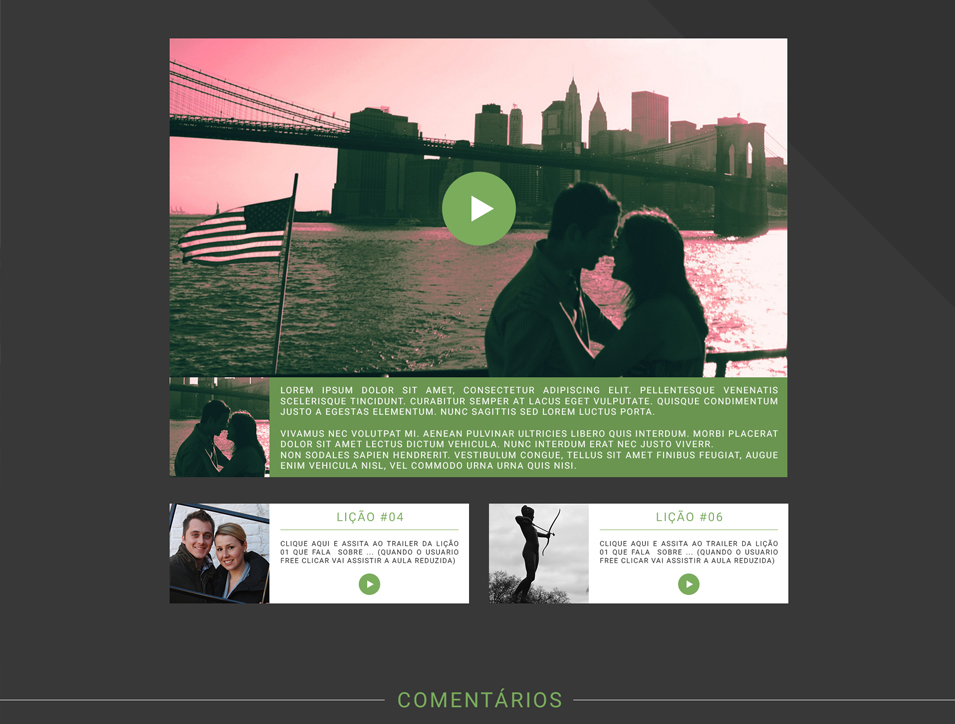 LOREM IPSUM DOLOR SIT AMET, CONSECTETUR ADIPISCING ELIT. PELLENTESQUE VENENATIS
SCELERISQUE TINCIDUNT. CURABITUR SEMPER AT LACUS EGET VULPUTATE. QUISQUE CONDIMENTUM
JUSTO A EGESTAS ELEMENTUM. NUNC SAGITTIS SED LOREM LUCTUS PORTA.
VIVAMUS NEC VOLUTPAT MI. AENEAN PULVINAR ULTRICIES LIBERO QUIS INTERDUM. MORBI PLACERAT
DOLOR SIT AMET LECTUS DICTUM VEHICULA. NUNC INTERDUM ERAT NEC JUSTO VIVERR.
NON SODALES SAPIEN HENDRERIT. VESTIBULUM CONGUE, TELLUS SIT AMET FINIBUS FEUGIAT, AUGUE
ENIM VEHICULA NISL, VEL COMMODO URNA URNA QUIS NISI.
LIÇÃO #04
CLIQUE AQUI E ASSITA AO TRAILER DA LIÇÃO
01 QUE FALA SOBRE ... (QUANDO O USUARIO
FREE CLICAR VAI ASSISTIR A AULA REDUZIDA)
LIÇÃO #06
CLIQUE AQUI E ASSITA AO TRAILER DA LIÇÃO
01 QUE FALA SOBRE ... (QUANDO O USUARIO
FREE CLICAR VAI ASSISTIR A AULA REDUZIDA)
COMENTÁRIOS